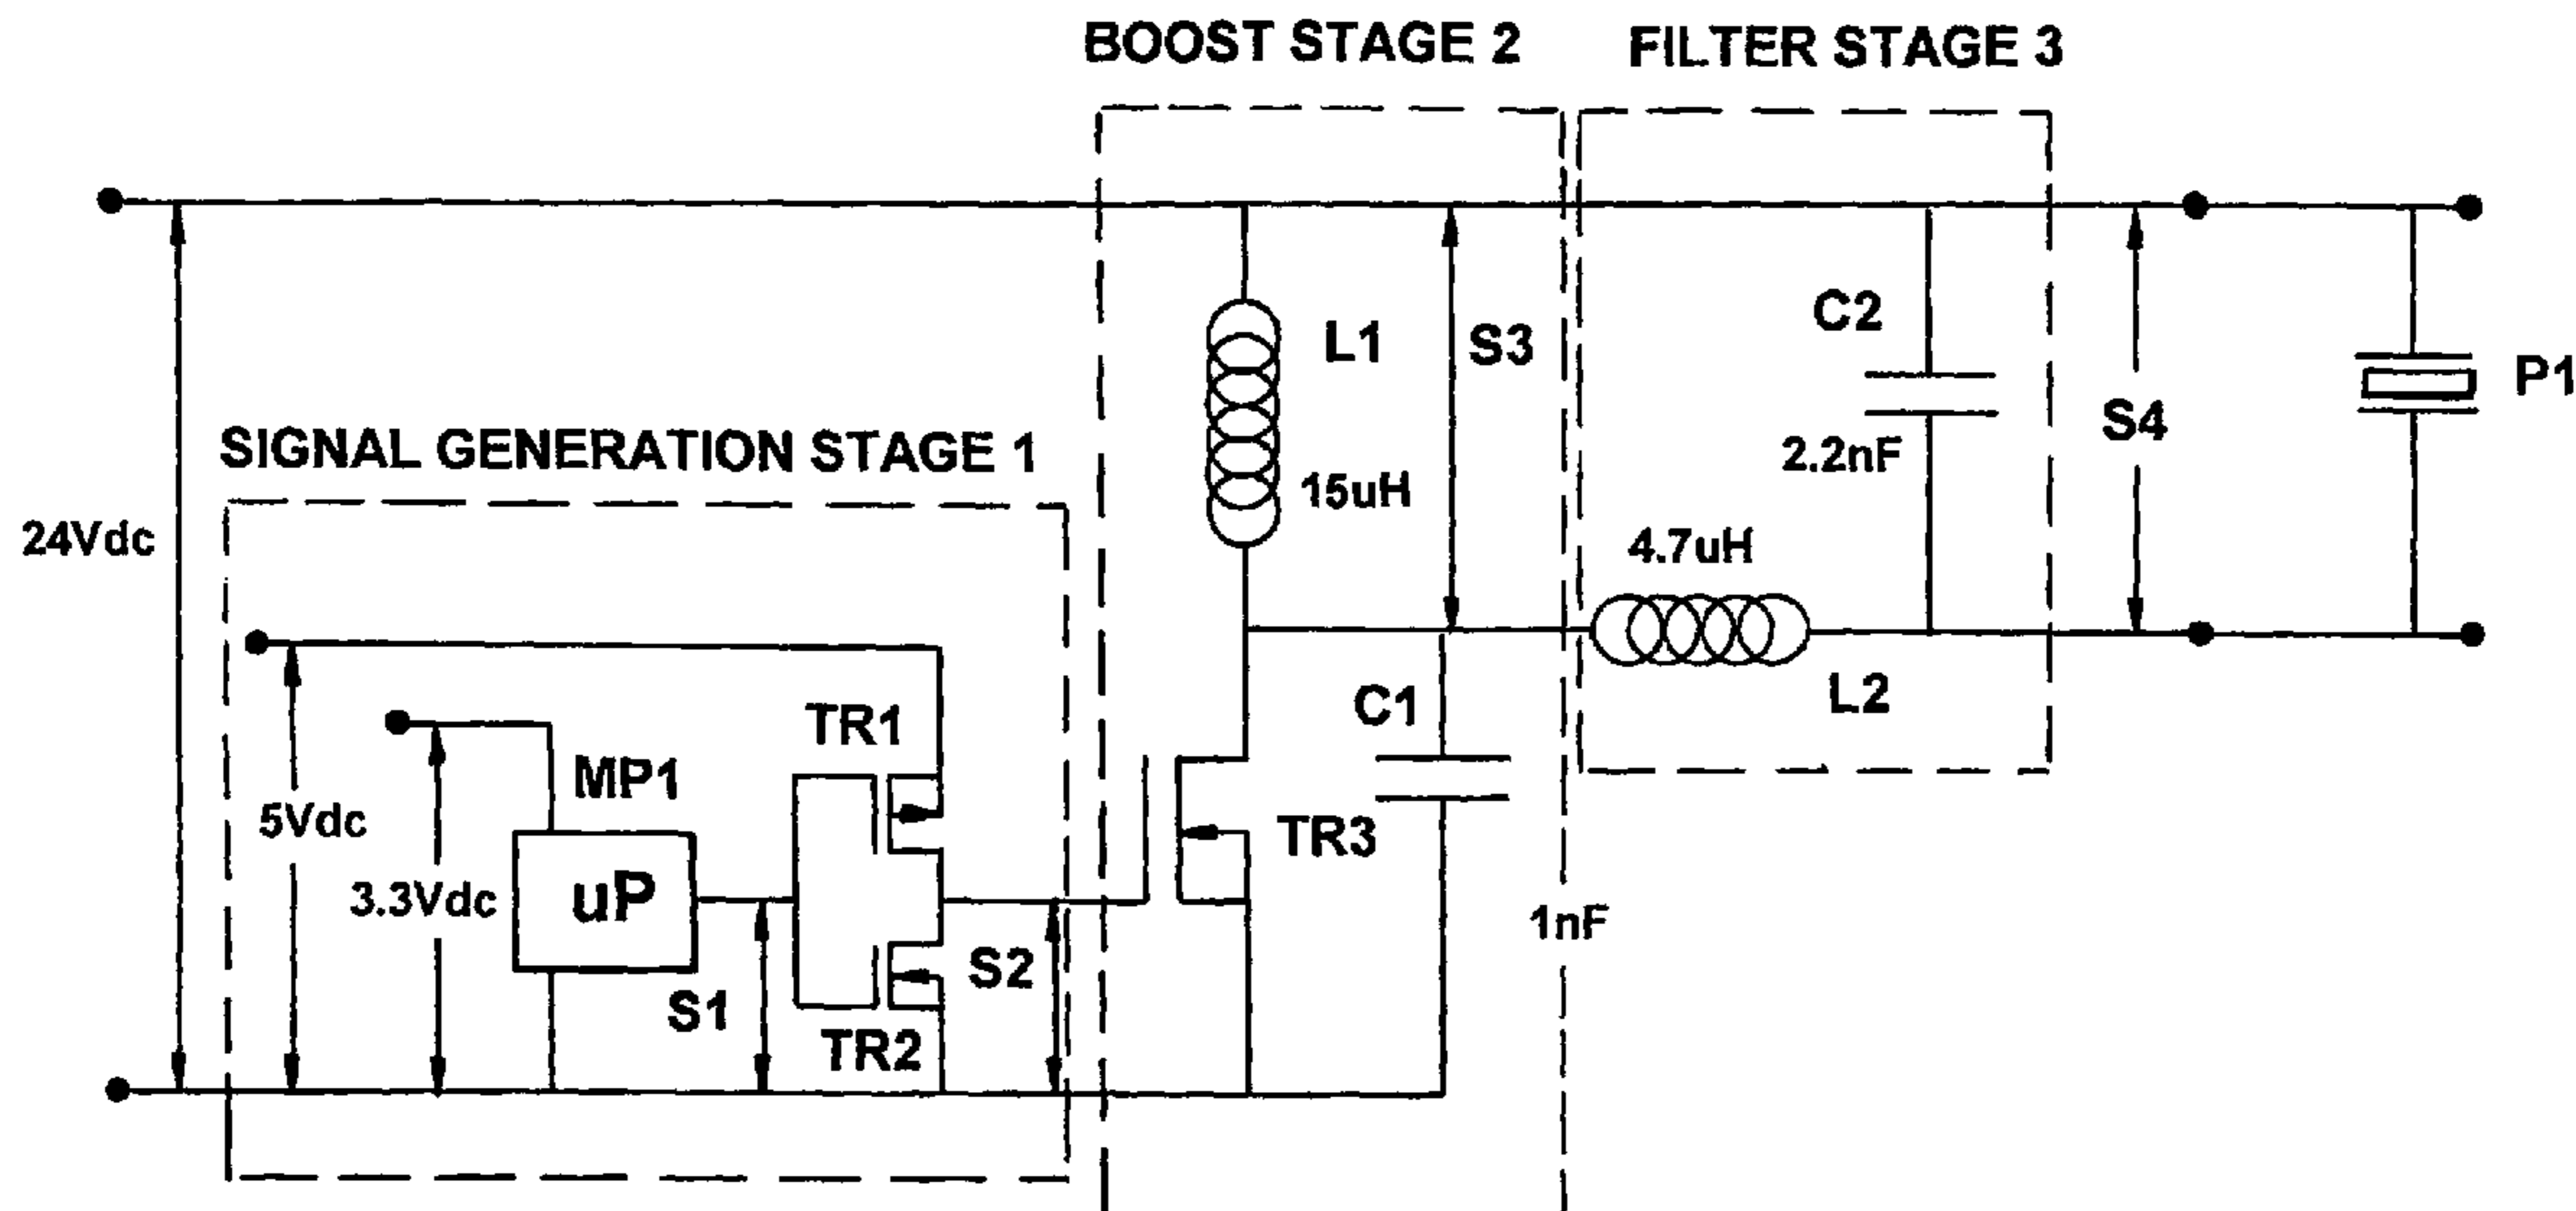 BOOST STAGE 2
FILTER STAGE 3
L1
S3
C2
P1
S4
2.2nF
SIGNAL GENERATION STAGE 1
15uH
24Vdc
4.7uH
L2
TR1
C1
MP1
5Vdc
TR3
3.3Vdc
uP
1nF
S2
S1
TR2